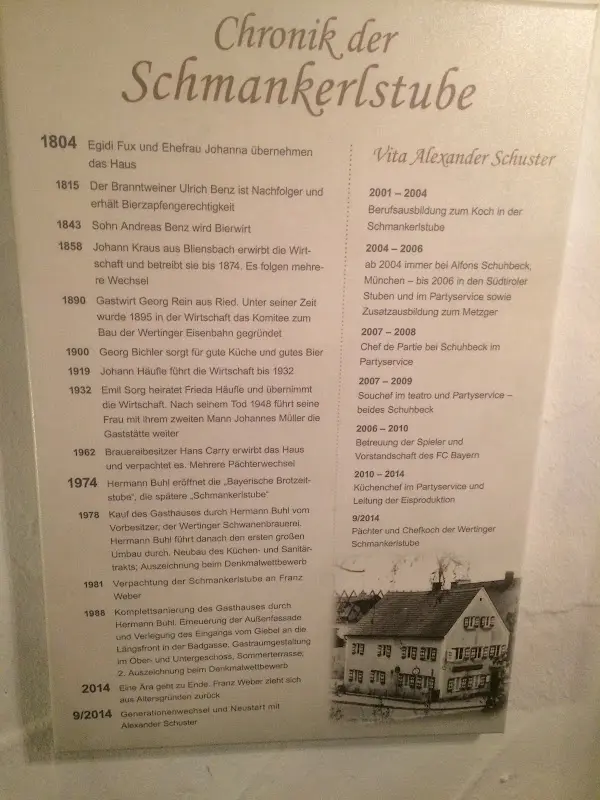 Chronik der
Schmankerlstube
1804 Egidi Fux und Ehefrau Johanna übernehmen
das Haus
1815 Der Branntweiner Ulrich Benz ist Nachfolger und
erhält Bierzapfengerechtigkeit
1843 Sohn Andreas Benz wird Bierwirt
1858 Johann Kraus aus Bliensbach erwirbt die Wirt-
schaft und betreibt sie bis 1874. Es folgen mehre-
re Wechsel
1890 Gastwirt Georg Rein aus Ried. Unter seiner Zeit
wurde 1895 in der Wirtschaft das Komitee zum
Bau der Wertinger Eisenbahn gegründet
1900 Georg Bichler sorgt für gute Küche und gutes Bier
1919 Johann Häufle führt die Wirtschaft bis 1932
1932 Emil Sorg heiratet Frieda Häufle und übernimmt
die Wirtschaft. Nach seinem Tod 1948 führt seine
Frau mit ihrem zweiten Mann Johannes Müller die
Gaststätte weiter
1962 Brauereibesitzer Hans Carry erwirbt das Haus
und verpachtet es. Mehrere Pächterwechsel
1974 Hermann Buhl eröffnet die „Bayerische Brotzeit-
stube“, die spätere „Schmankerlstube“
1978 Kauf des Gasthauses durch Hermann Buhl vom
Vorbesitzer, der Wertinger Schwanenbrauerei.
Hermann Buhl führt danach den ersten großen
Umbau durch. Neubau des Küchen- und Sanitär-
trakts; Auszeichnung beim Denkmalwettbewerb
1981 Verpachtung der Schmankerlstube an Franz
Weber
1988 Komplettsanierung des Gasthauses durch
Hermann Buhl. Erneuerung der Außenfassade
und Verlegung des Eingangs vom Giebel an die
Längsfront in der Badgasse. Gastraumgestaltung
im Ober- und Untergeschoss, Sommerterrasse;
2. Auszeichnung beim Denkmalwettbewerb
2014 Eine Ära geht zu Ende. Franz Weber zieht sich
aus Altersgründen zurück
9/2014 Generationenwechsel und Neustart mit
Alexander Schuster
Vita Alexander Schuster
2001 – 2004
Berufsausbildung zum Koch in der
Schmankerlstube
2004 – 2006
ab 2004 immer bei Alfons Schuhbeck,
München – bis 2006 in den Südtiroler
Stuben und im Partyservice sowie
Zusatzausbildung zum Metzger
2007 – 2008
Chef de Partie bei Schuhbeck im
Partyservice
2007 – 2009
Souchef im teatro und Partyservice –
beides Schuhbeck
2006 – 2010
Betreuung der Spieler und
Vorstandschaft des FC Bayern
2010 – 2014
Küchenchef im Partyservice und
Leitung der Eisproduktion
9/2014
Pächter und Chefkoch der Wertinger
Schmankerlstube